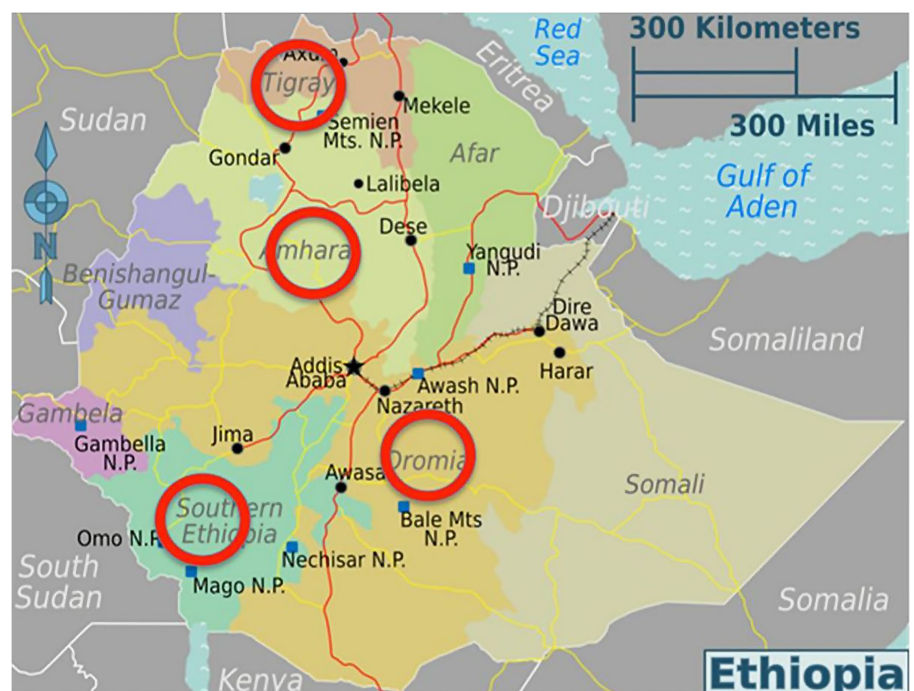 Red
Sea
300 Kilometers
300 Miles
Eritrea
Sudan
Axum
Tigray
Mekele
Semien
Mts. N.P.
Gondar
Afar
Lalibela
Gulf of
Aden
Djibouti
N
Dese
Amhara
Yangudi
N.P.
Benishangul-
Gumaz
Dire
Dawa
Somaliland
Addis
Ababa
Awash N.P.
Harar
Nazareth
Gambela
Gambella
N.P.
Jima
Oromia
Awasa
Somali
Southern
Ethiopia
Bale Mts
N.P.
Omo N.P.
Nechisar N.P.
South
Sudan
Mago N.P.
Somalia
Kenya
Ethiopia